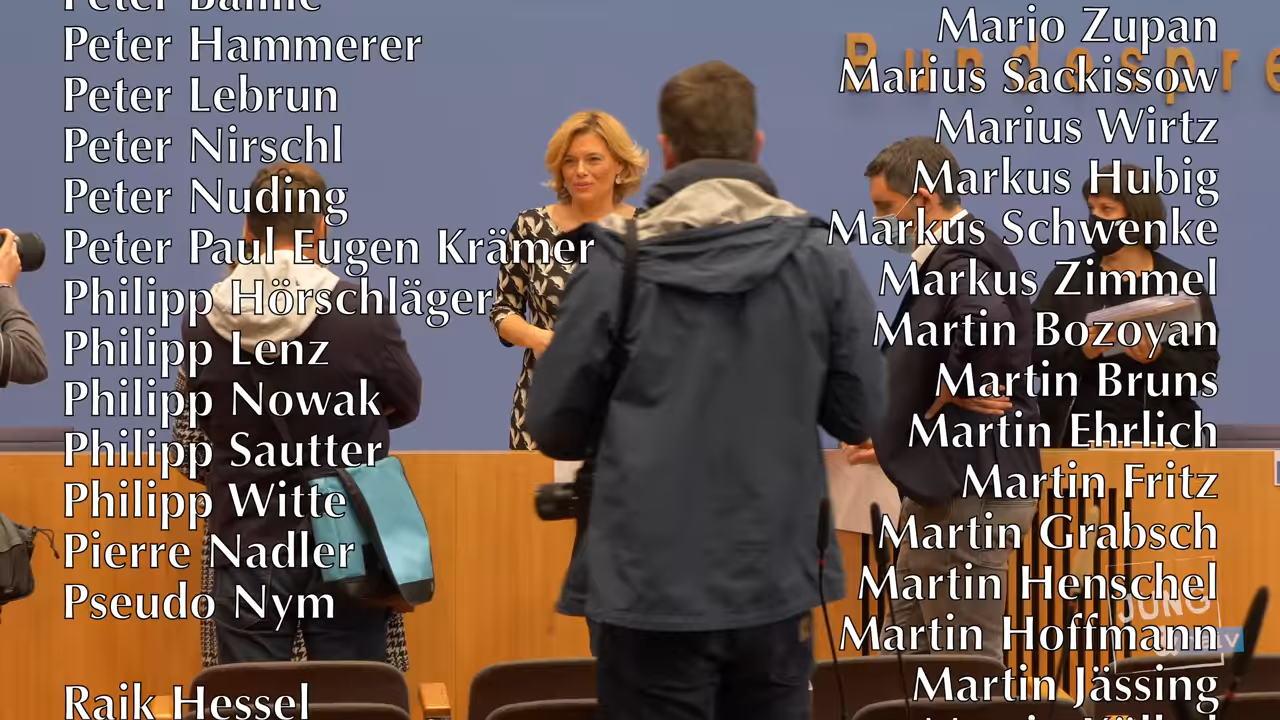 Peter Hammerer
Peter Lebrun
Peter Nirschl
Peter Nuding
Peter Paul Eugen Krämer
Philipp Hörschläger
Philipp Lenz
Philipp Nowak
Philipp Sautter
Philipp Witte
Pierre Nadler
Pseudo Nym
Raik Hessel
Mario Zupan
Marius Sackissow
Marius Wirtz
Markus Hubig
Markus Schwenke
Markus Zimmel
Martin Bozoyan
Martin Bruns
Martin Ehrlich
Martin Fritz
Martin Grabsch
Martin Henschel
Martin Hoffmann
Martin Jässing
Bundespre
JUNG